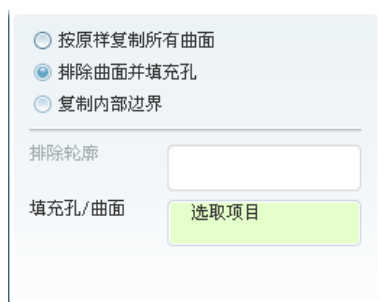 按原样复制所有曲面
排除曲面并填充孔
复制内部边界
排除轮廓
填充孔/曲面 选取项目